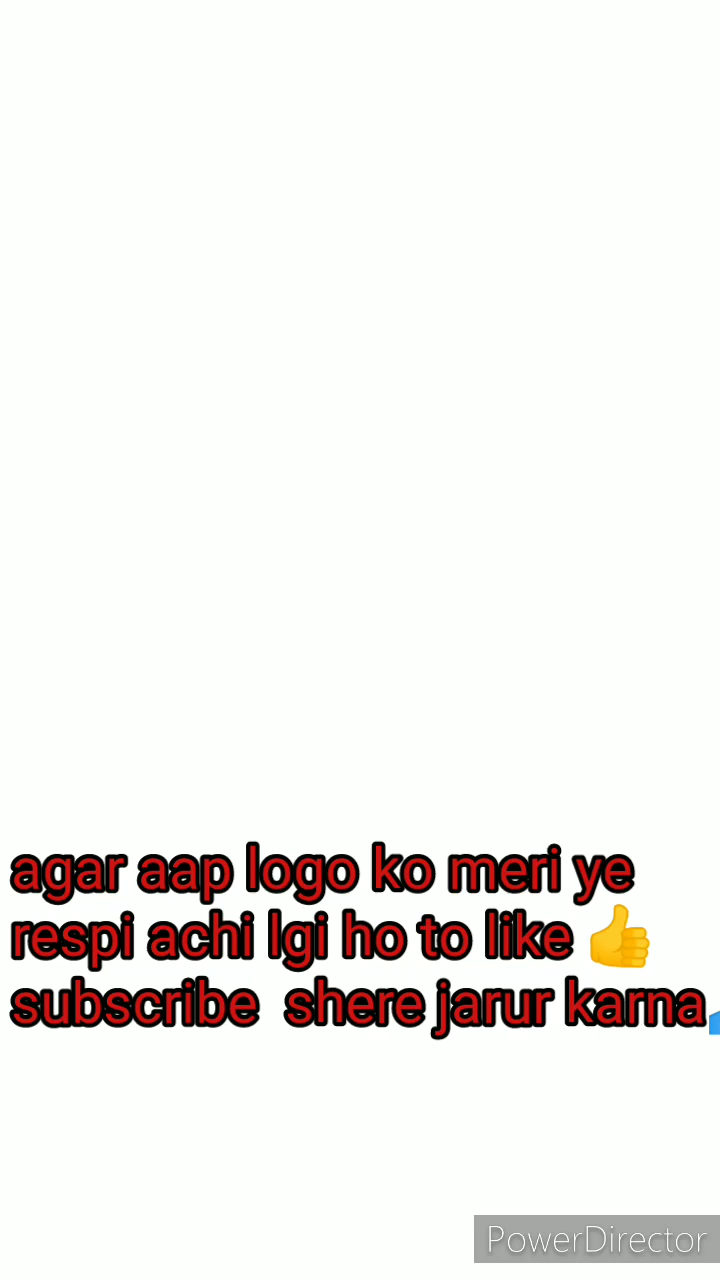 agar aap logo ko meri ye
respi achi lgi ho to like 👍
subscribe  shere jarur karna
PowerDirector